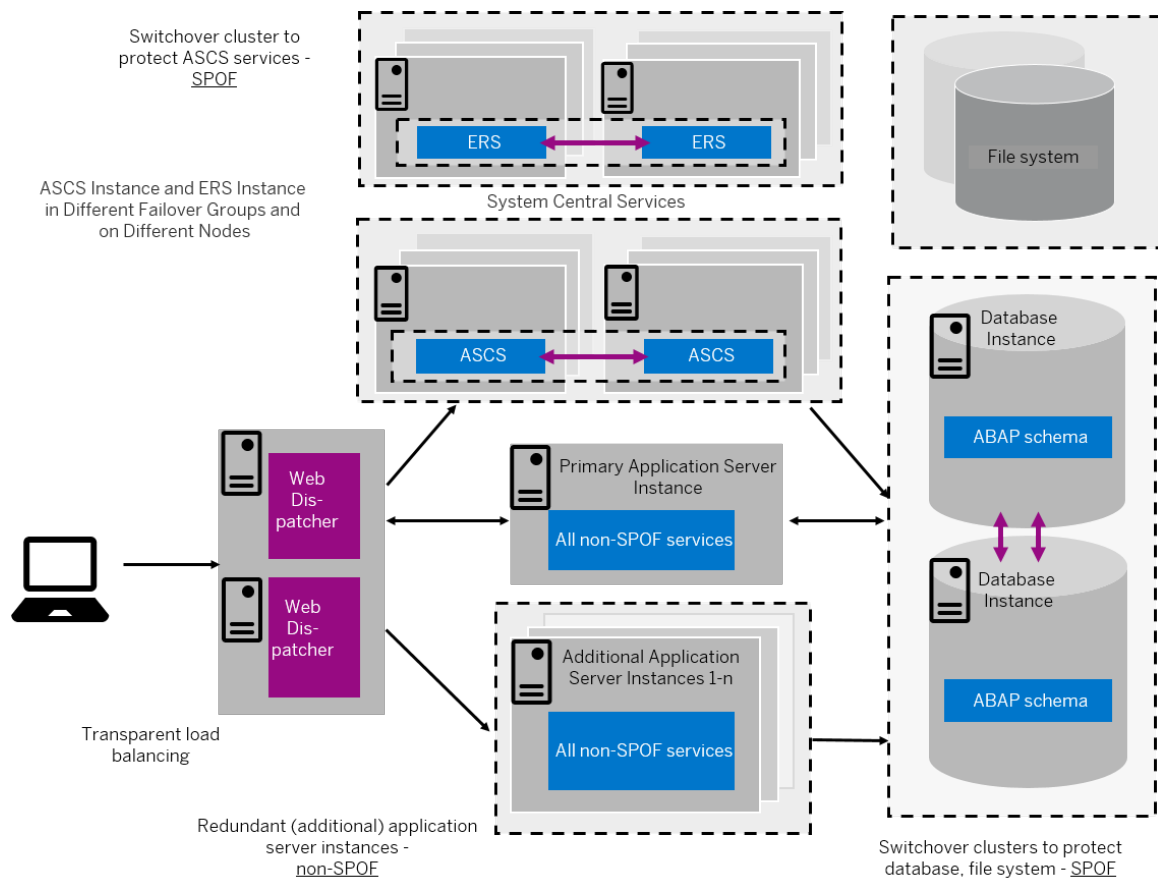 Switchover cluster to
protect ASCS services -
SPOF
ERS
ERS
File system
System Central Services
ASCS Instance and ERS Instance
in Different Failover Groups and
on Different Nodes
ASCS
ASCS
Database
Instance
ABAP schema
Web
Dis-
patcher
Primary Application Server
Instance
All non-SPOF services
Web
Dis-
patcher
Database
Instance
ABAP schema
Additional Application
Server Instances 1-n
All non-SPOF services
Transparent load
balancing
Redundant (additional) application
server instances -
non-SPOF
Switchover clusters to protect
database, file system - SPOF